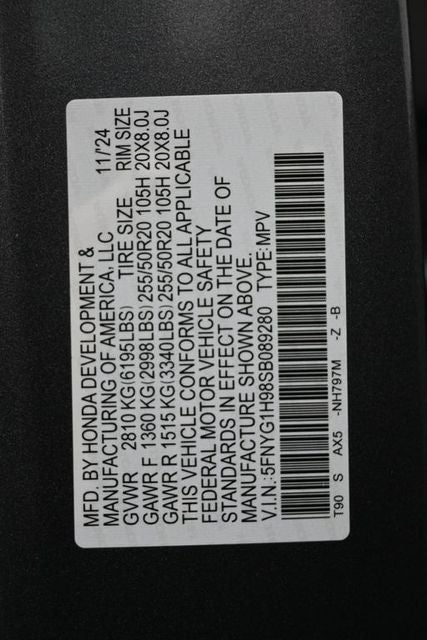 MFD. BY HONDA DEVELOPMENT &
MANUFACTURING OF AMERICA, LLC 11/'24
GVWR 2810 KG(6195LBS) TIRE SIZE RIM SIZE
GAWR F 1360 KG(2998LBS) 255/50R20 105H 20X8.0J
GAWR R 1515 KG(3340LBS) 255/50R20 105H 20X8.0J
THIS VEHICLE CONFORMS TO ALL APPLICABLE
FEDERAL MOTOR VEHICLE SAFETY
STANDARDS IN EFFECT ON THE DATE OF
MANUFACTURE SHOWN ABOVE.
V.I.N.:5FNYG1H98SB089280 TYPE:MPV
T90 S AX5 -NH797M -Z -B